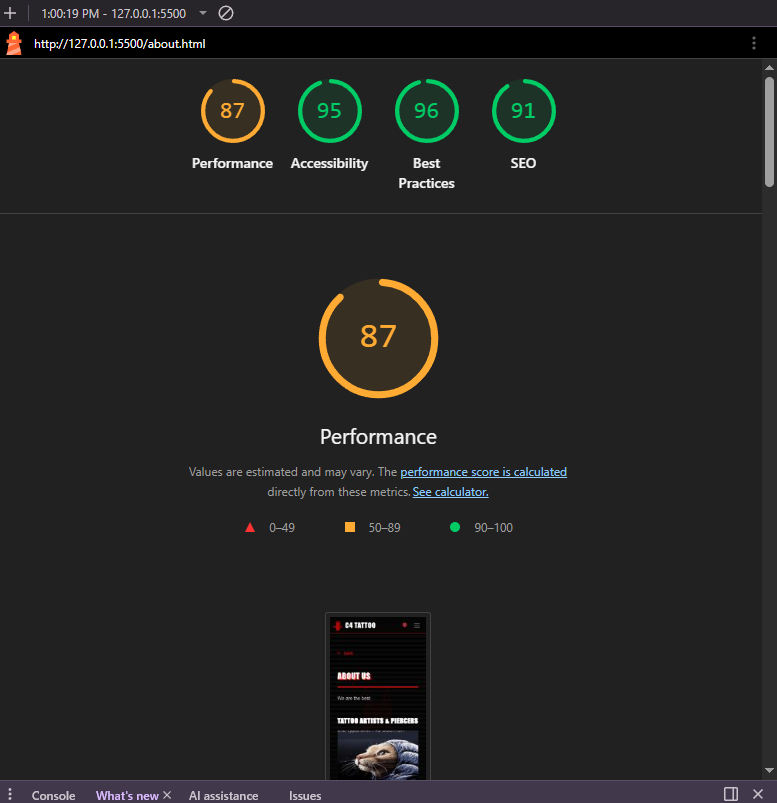 1:00:19 PM - 127.0.0.1:5500
http://127.0.0.1:5500/about.html
87
95
96
91
Performance
Accessibility
Best
Practices
SEO
87
Performance
Values are estimated and may vary. The performance score is calculated
directly from these metrics. See calculator.
0–49
50–89
90–100
C4 TATTOO
ABOUT US
We are the best
TATTOO ARTISTS & PIERCERS
Console
What's new
AI assistance
Issues